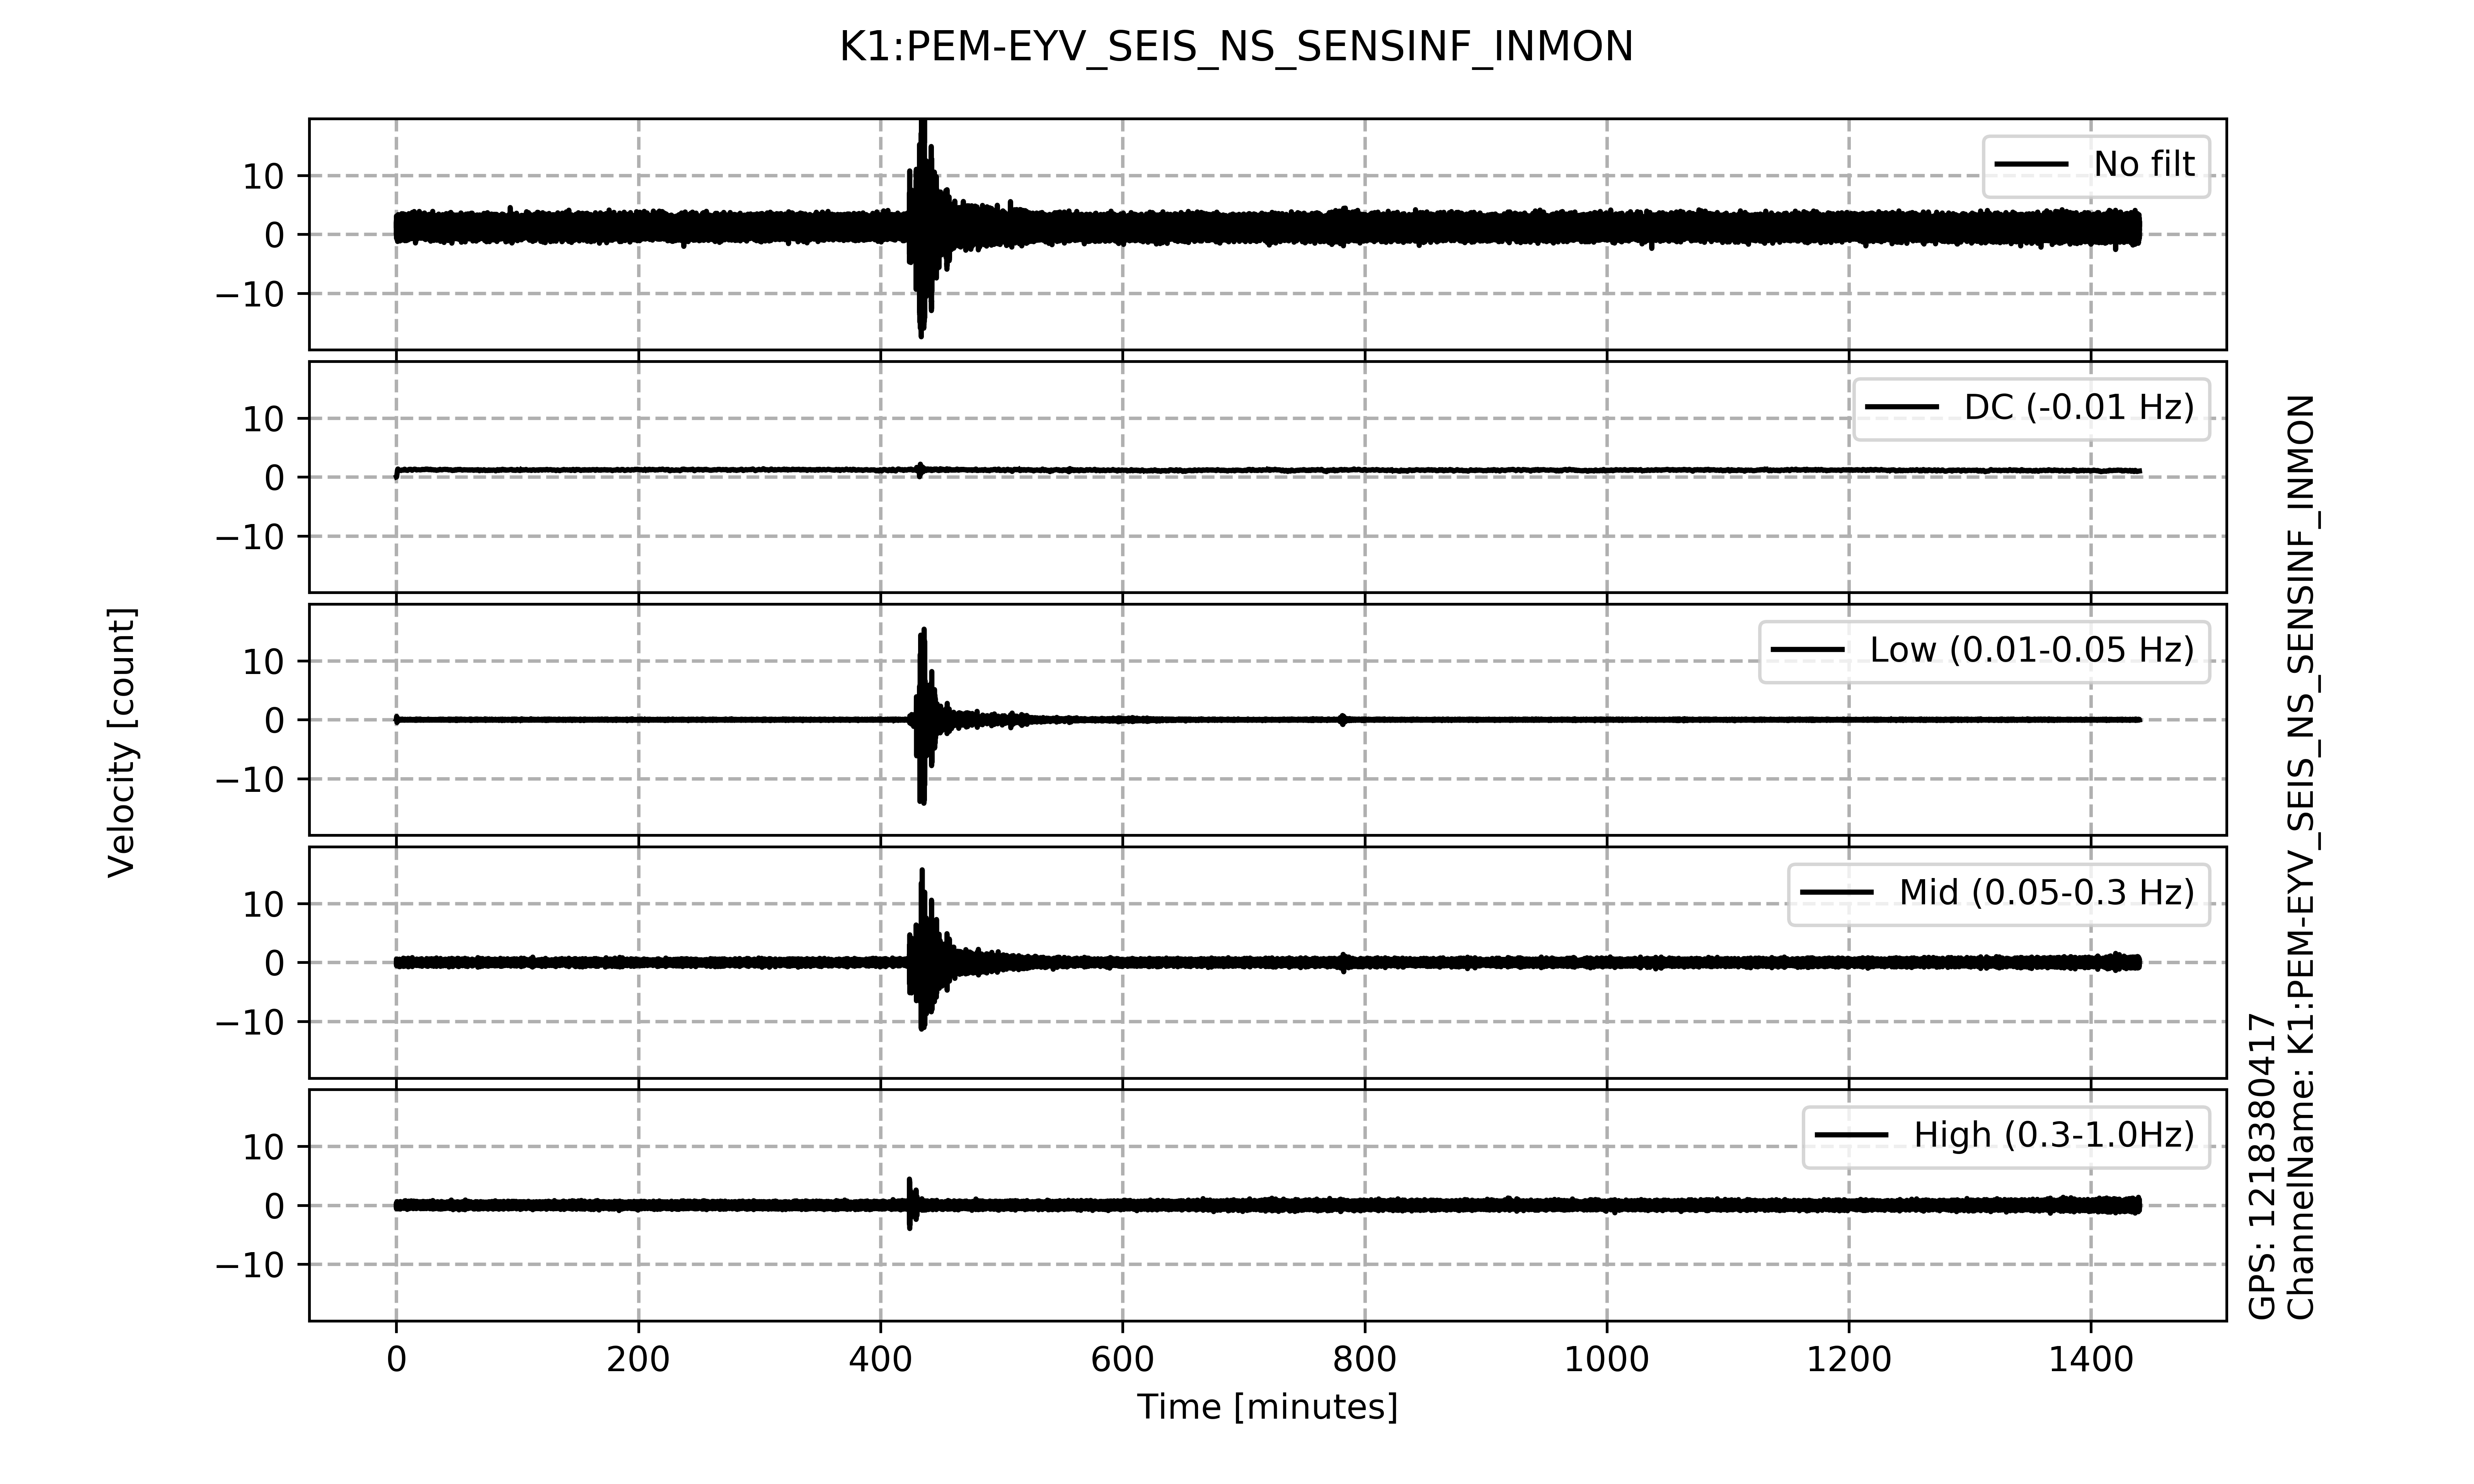 K1:PEM-EYV_SEIS_NS_SENSINF_INMON
10
0
−10
No filt
10
0
−10
DC (-0.01 Hz)
10
0
−10
Low (0.01-0.05 Hz)
10
0
−10
Mid (0.05-0.3 Hz)
10
0
−10
High (0.3-1.0Hz)
0 200 400 600 800 1000 1200 1400
Time [minutes]
Velocity [count]
GPS: 1218380417
ChannelName: K1:PEM-EYV_SEIS_NS_SENSINF_INMON